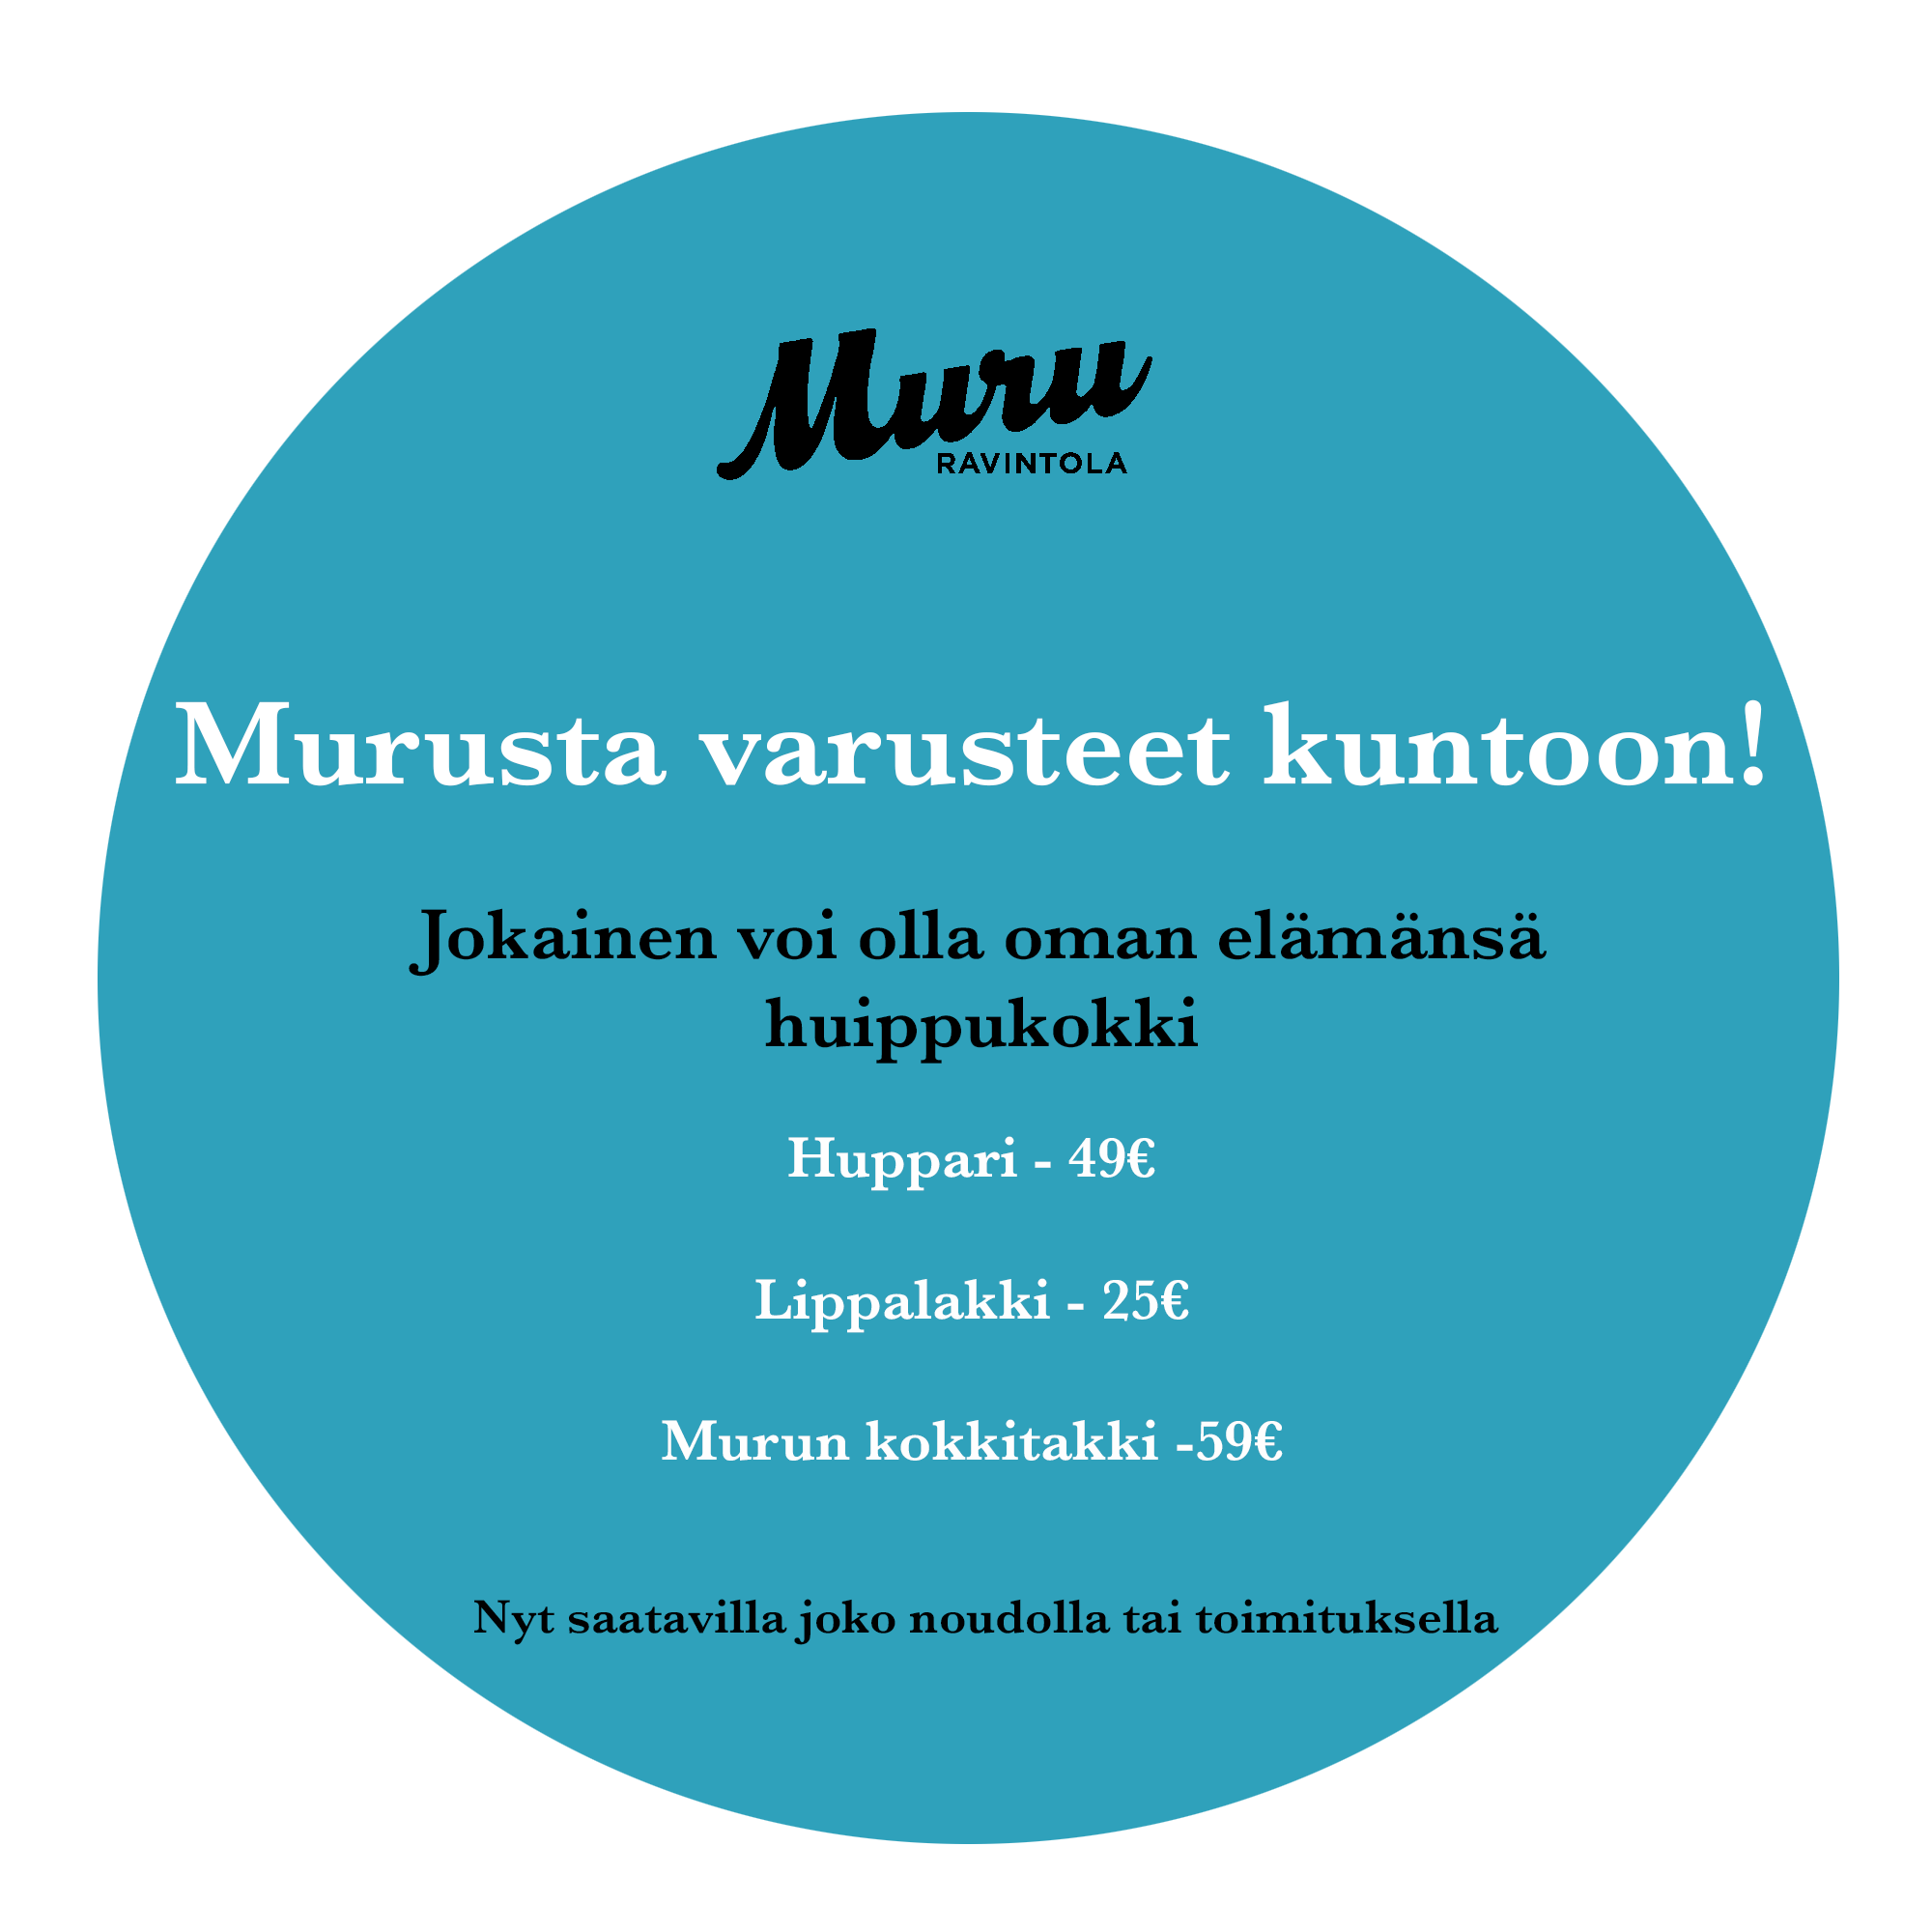 Muru
RAVINTOLA
Murusta varusteet kuntoon!
Jokainen voi olla oman elämänsä
huippukokki
Huppari - 49€
Lippalakki - 25€
Murun kokkitakki -59€
Nyt saatavilla joko noudolla tai toimituksella